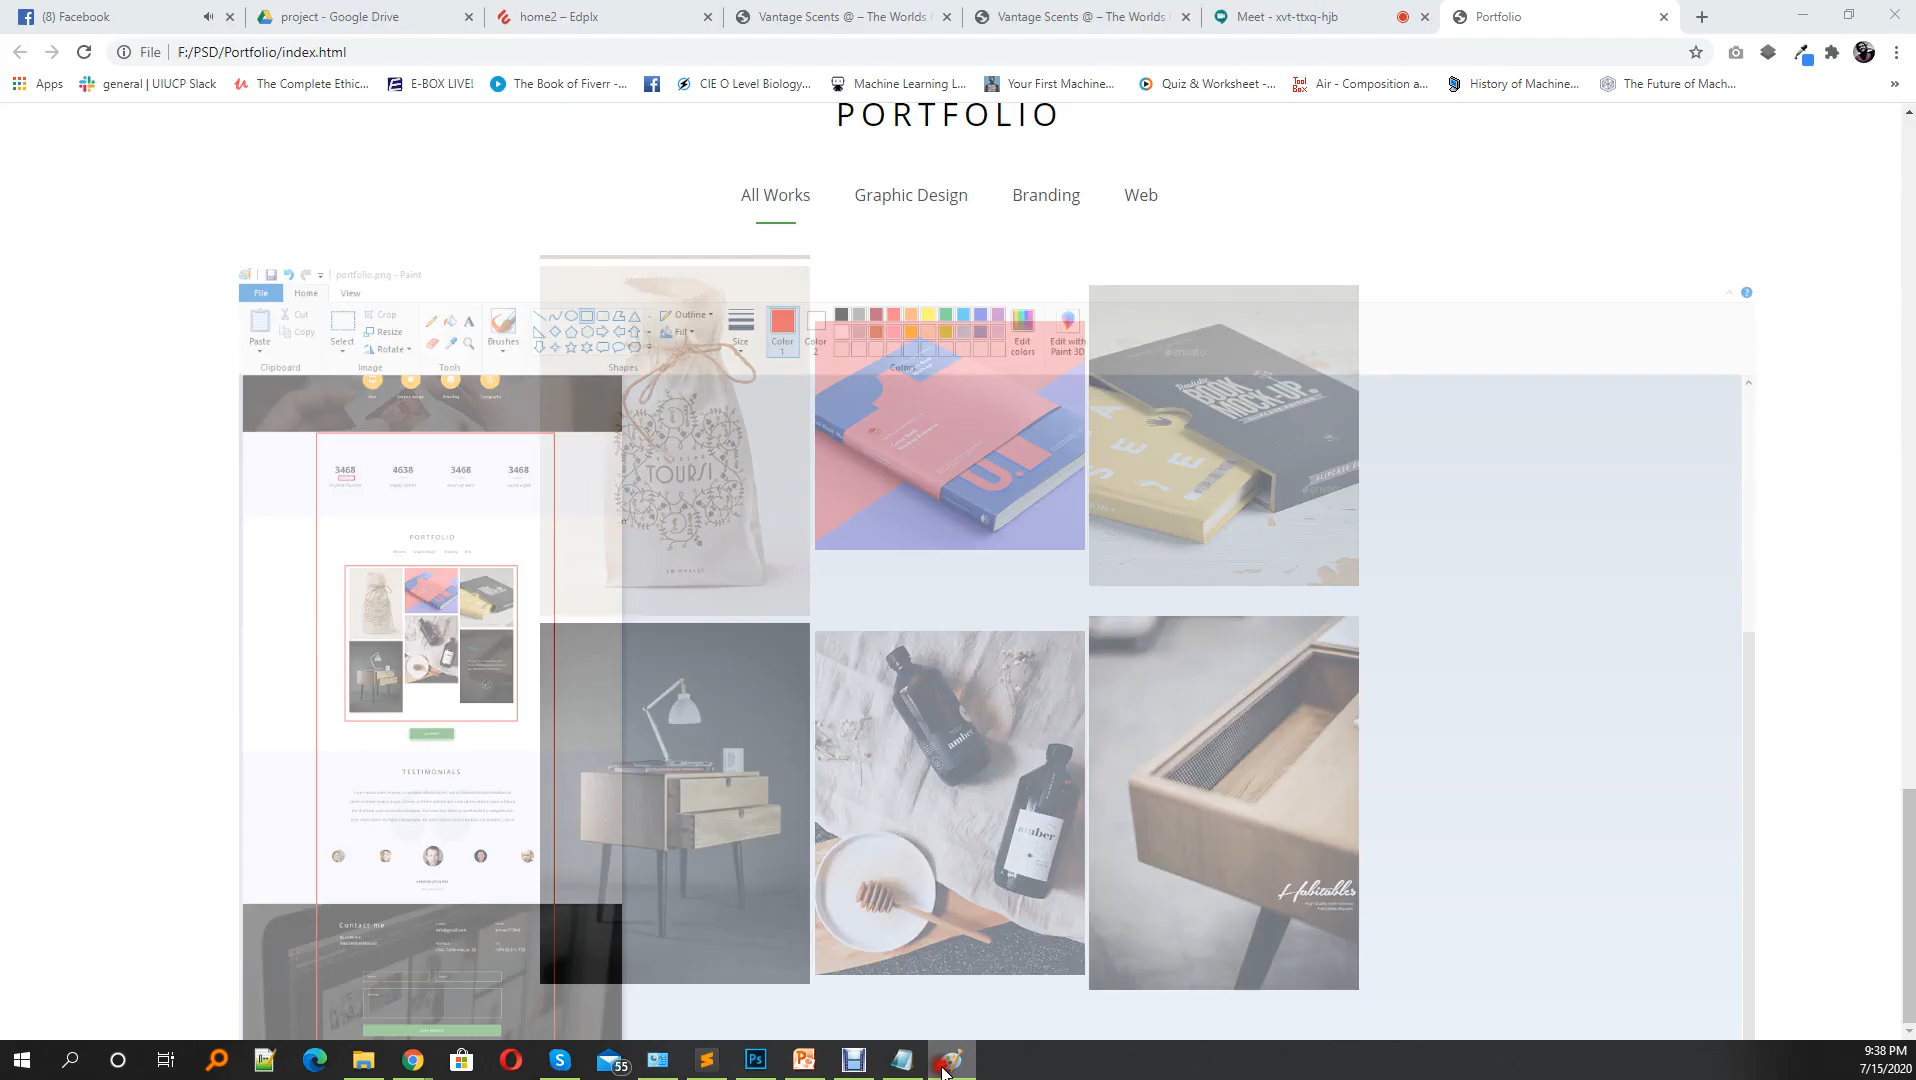 (8) Facebook
project - Google Drive
home2 – Edplx
Vantage Scents @ – The Worlds
Vantage Scents @ – The Worlds
Meet - xvt-ttxq-hjb
Portfolio
File
F:/PSD/Portfolio/index.html
Apps
general | UIUCP Slack
The Complete Ethic...
E-BOX LIVE!
The Book of Fiverr -...
CIE O Level Biology...
Machine Learning L...
Your First Machine...
Quiz & Worksheet -...
Air - Composition a...
History of Machine...
The Future of Mach...
PORTFOLIO
All Works
Graphic Design
Branding
Web
portfolio.png - Paint
File
Home
View
Paste
Cut
Copy
Clipboard
Select
Crop
Resize
Rotate
Image
Tools
Brushes
Shapes
Outline
Fill
Size
Color 1
Color 2
Colors
Edit colors
Edit with Paint 3D
envato
BOOK
MOCK-UP.
TOURSI
3468
4638
3468
3468
PORTFOLIO
amber
amber
Habitables
TESTIMONIALS
Contact me
55
9:38 PM
7/15/2020